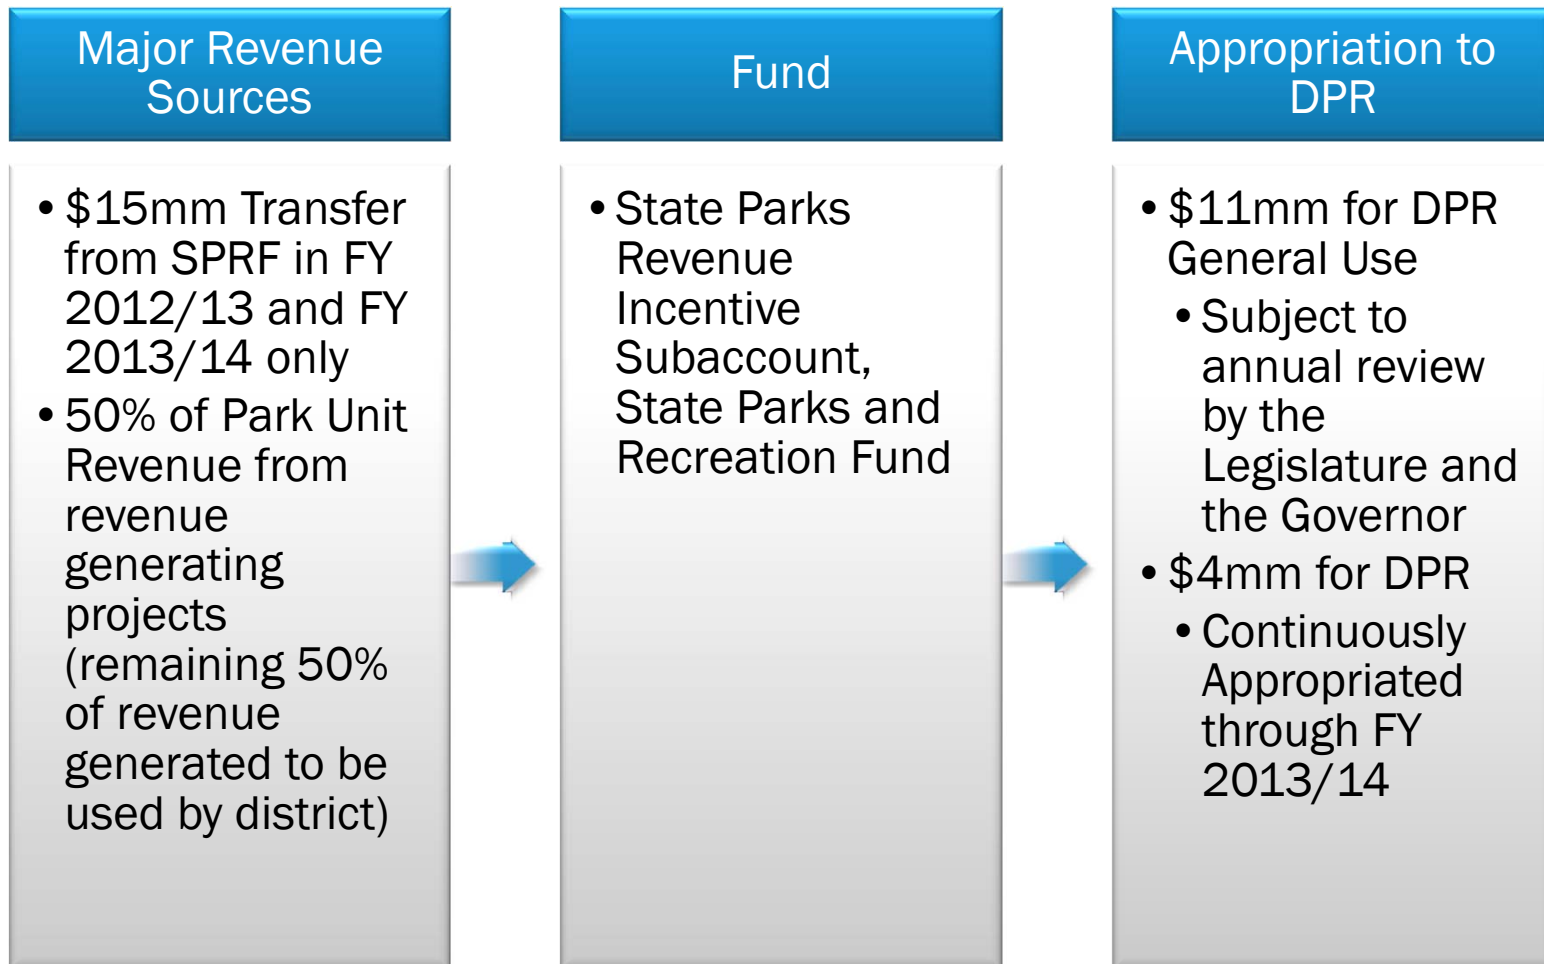 Major Revenue
Sources
• $15mm Transfer
from SPRF in FY
2012/13 and FY
2013/14 only
• 50% of Park Unit
Revenue from
revenue
generating
projects
(remaining 50%
of revenue
generated to be
used by district)
Fund
• State Parks
Revenue
Incentive
Subaccount,
State Parks and
Recreation Fund
Appropriation to
DPR
• $11mm for DPR
General Use
• Subject to
annual review
by the
Legislature and
the Governor
• $4mm for DPR
• Continuously
Appropriated
through FY
2013/14